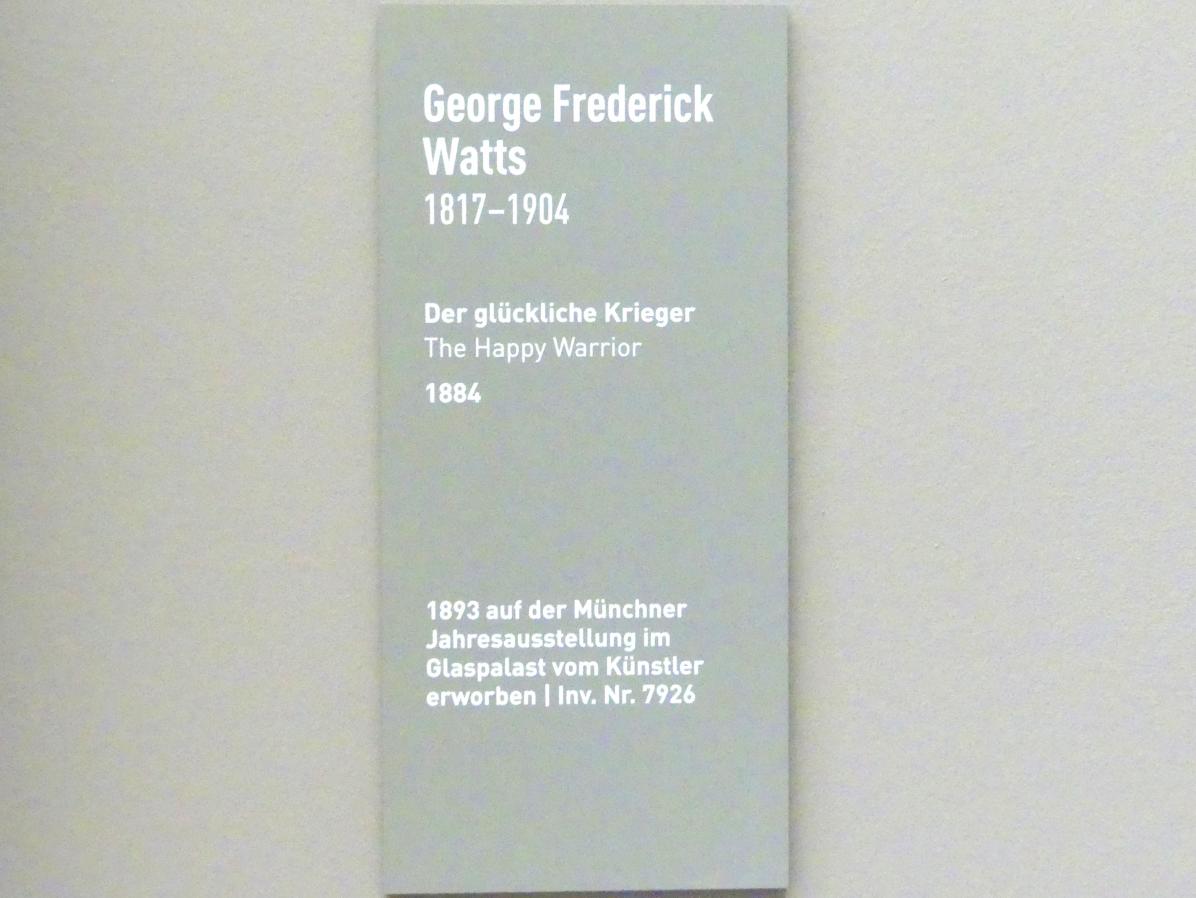 George Frederick
Watts
1817–1904
Der glückliche Krieger
The Happy Warrior
1884
1893 auf der Münchner
Jahresausstellung im
Glaspalast vom Künstler
erworben | Inv. Nr. 7926